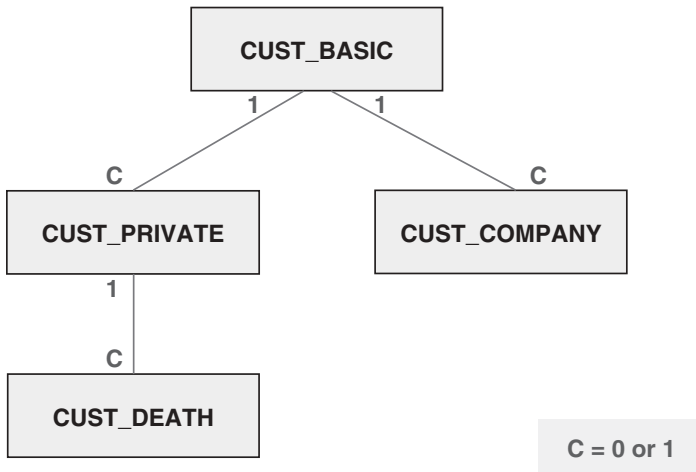 CUST_BASIC
1 1
C C
CUST_PRIVATE CUST_COMPANY
1
C
CUST_DEATH
C = 0 or 1